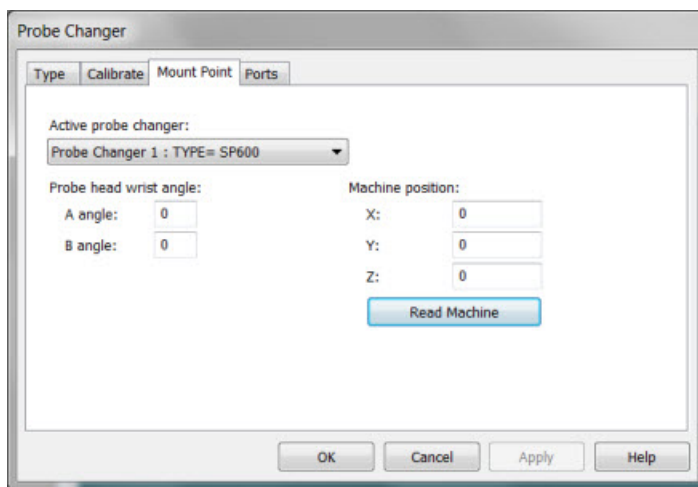 Probe Changer
Type Calibrate Mount Point Ports
Active probe changer:
Probe Changer 1 : TYPE= SP600
Probe head wrist angle: Machine position:
A angle: 0 X: 0
B angle: 0 Y: 0
Z: 0
Read Machine
OK Cancel Apply Help